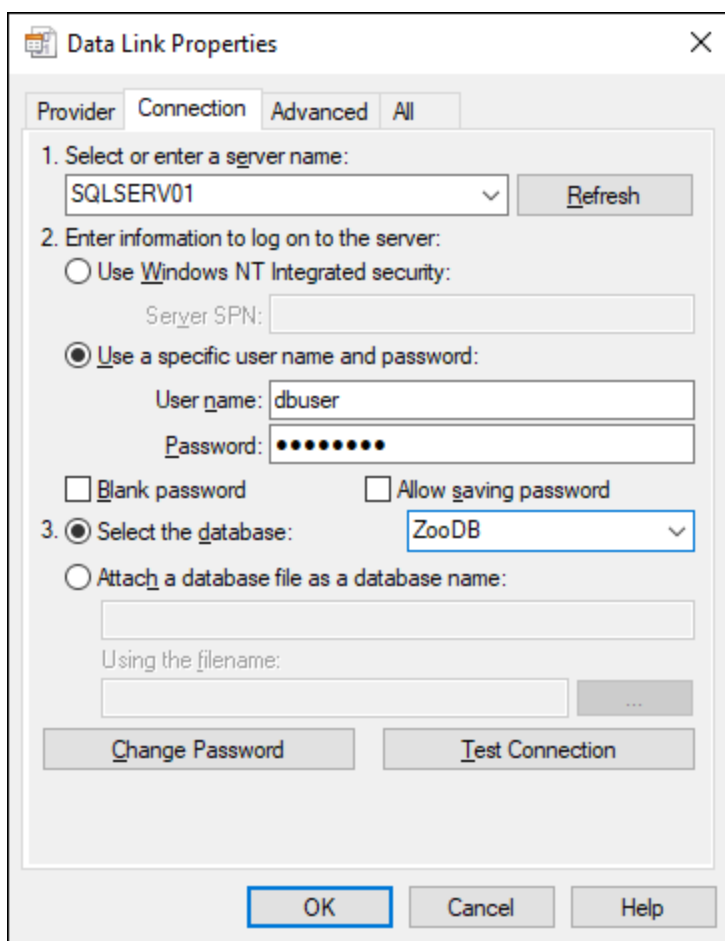 Data Link Properties
Provider Connection Advanced All
1. Select or enter a server name:
SQLSERV01 Refresh
2. Enter information to log on to the server:
Use Windows NT Integrated security:
Server SPN:
Use a specific user name and password:
User name: dbuser
Password: ●●●●●●●●
Blank password Allow saving password
3. Select the database: ZooDB
Attach a database file as a database name:
Using the filename:
...
Change Password Test Connection
OK Cancel Help